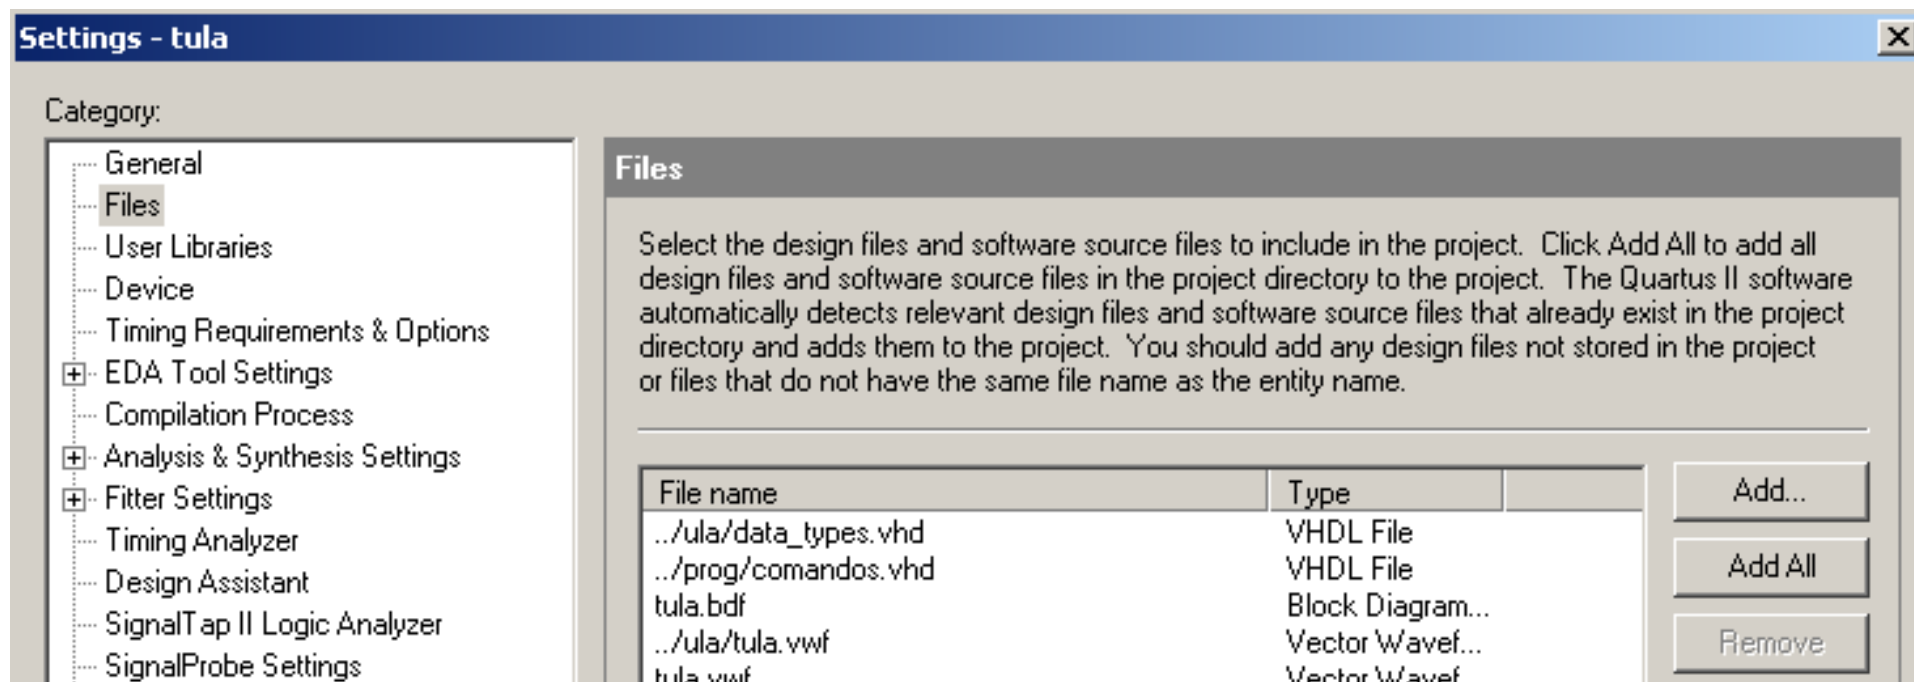 Settings - tula
Category:
General
Files
User Libraries
Device
Timing Requirements & Options
EDA Tool Settings
Compilation Process
Analysis & Synthesis Settings
Fitter Settings
Timing Analyzer
Design Assistant
SignalTap II Logic Analyzer
SignalProbe Settings
Files
Select the design files and software source files to include in the project.  Click Add All to add all
design files and software source files in the project directory to the project.  The Quartus II software
automatically detects relevant design files and software source files that already exist in the project
directory and adds them to the project.  You should add any design files not stored in the project
or files that do not have the same file name as the entity name.
File name Type
../ula/data_types.vhd VHDL File
../prog/comandos.vhd VHDL File
tula.bdf Block Diagram...
../ula/tula.vwf Vector Wavef...
tula.vwf Vector Wavef...
Add...
Add All
Remove